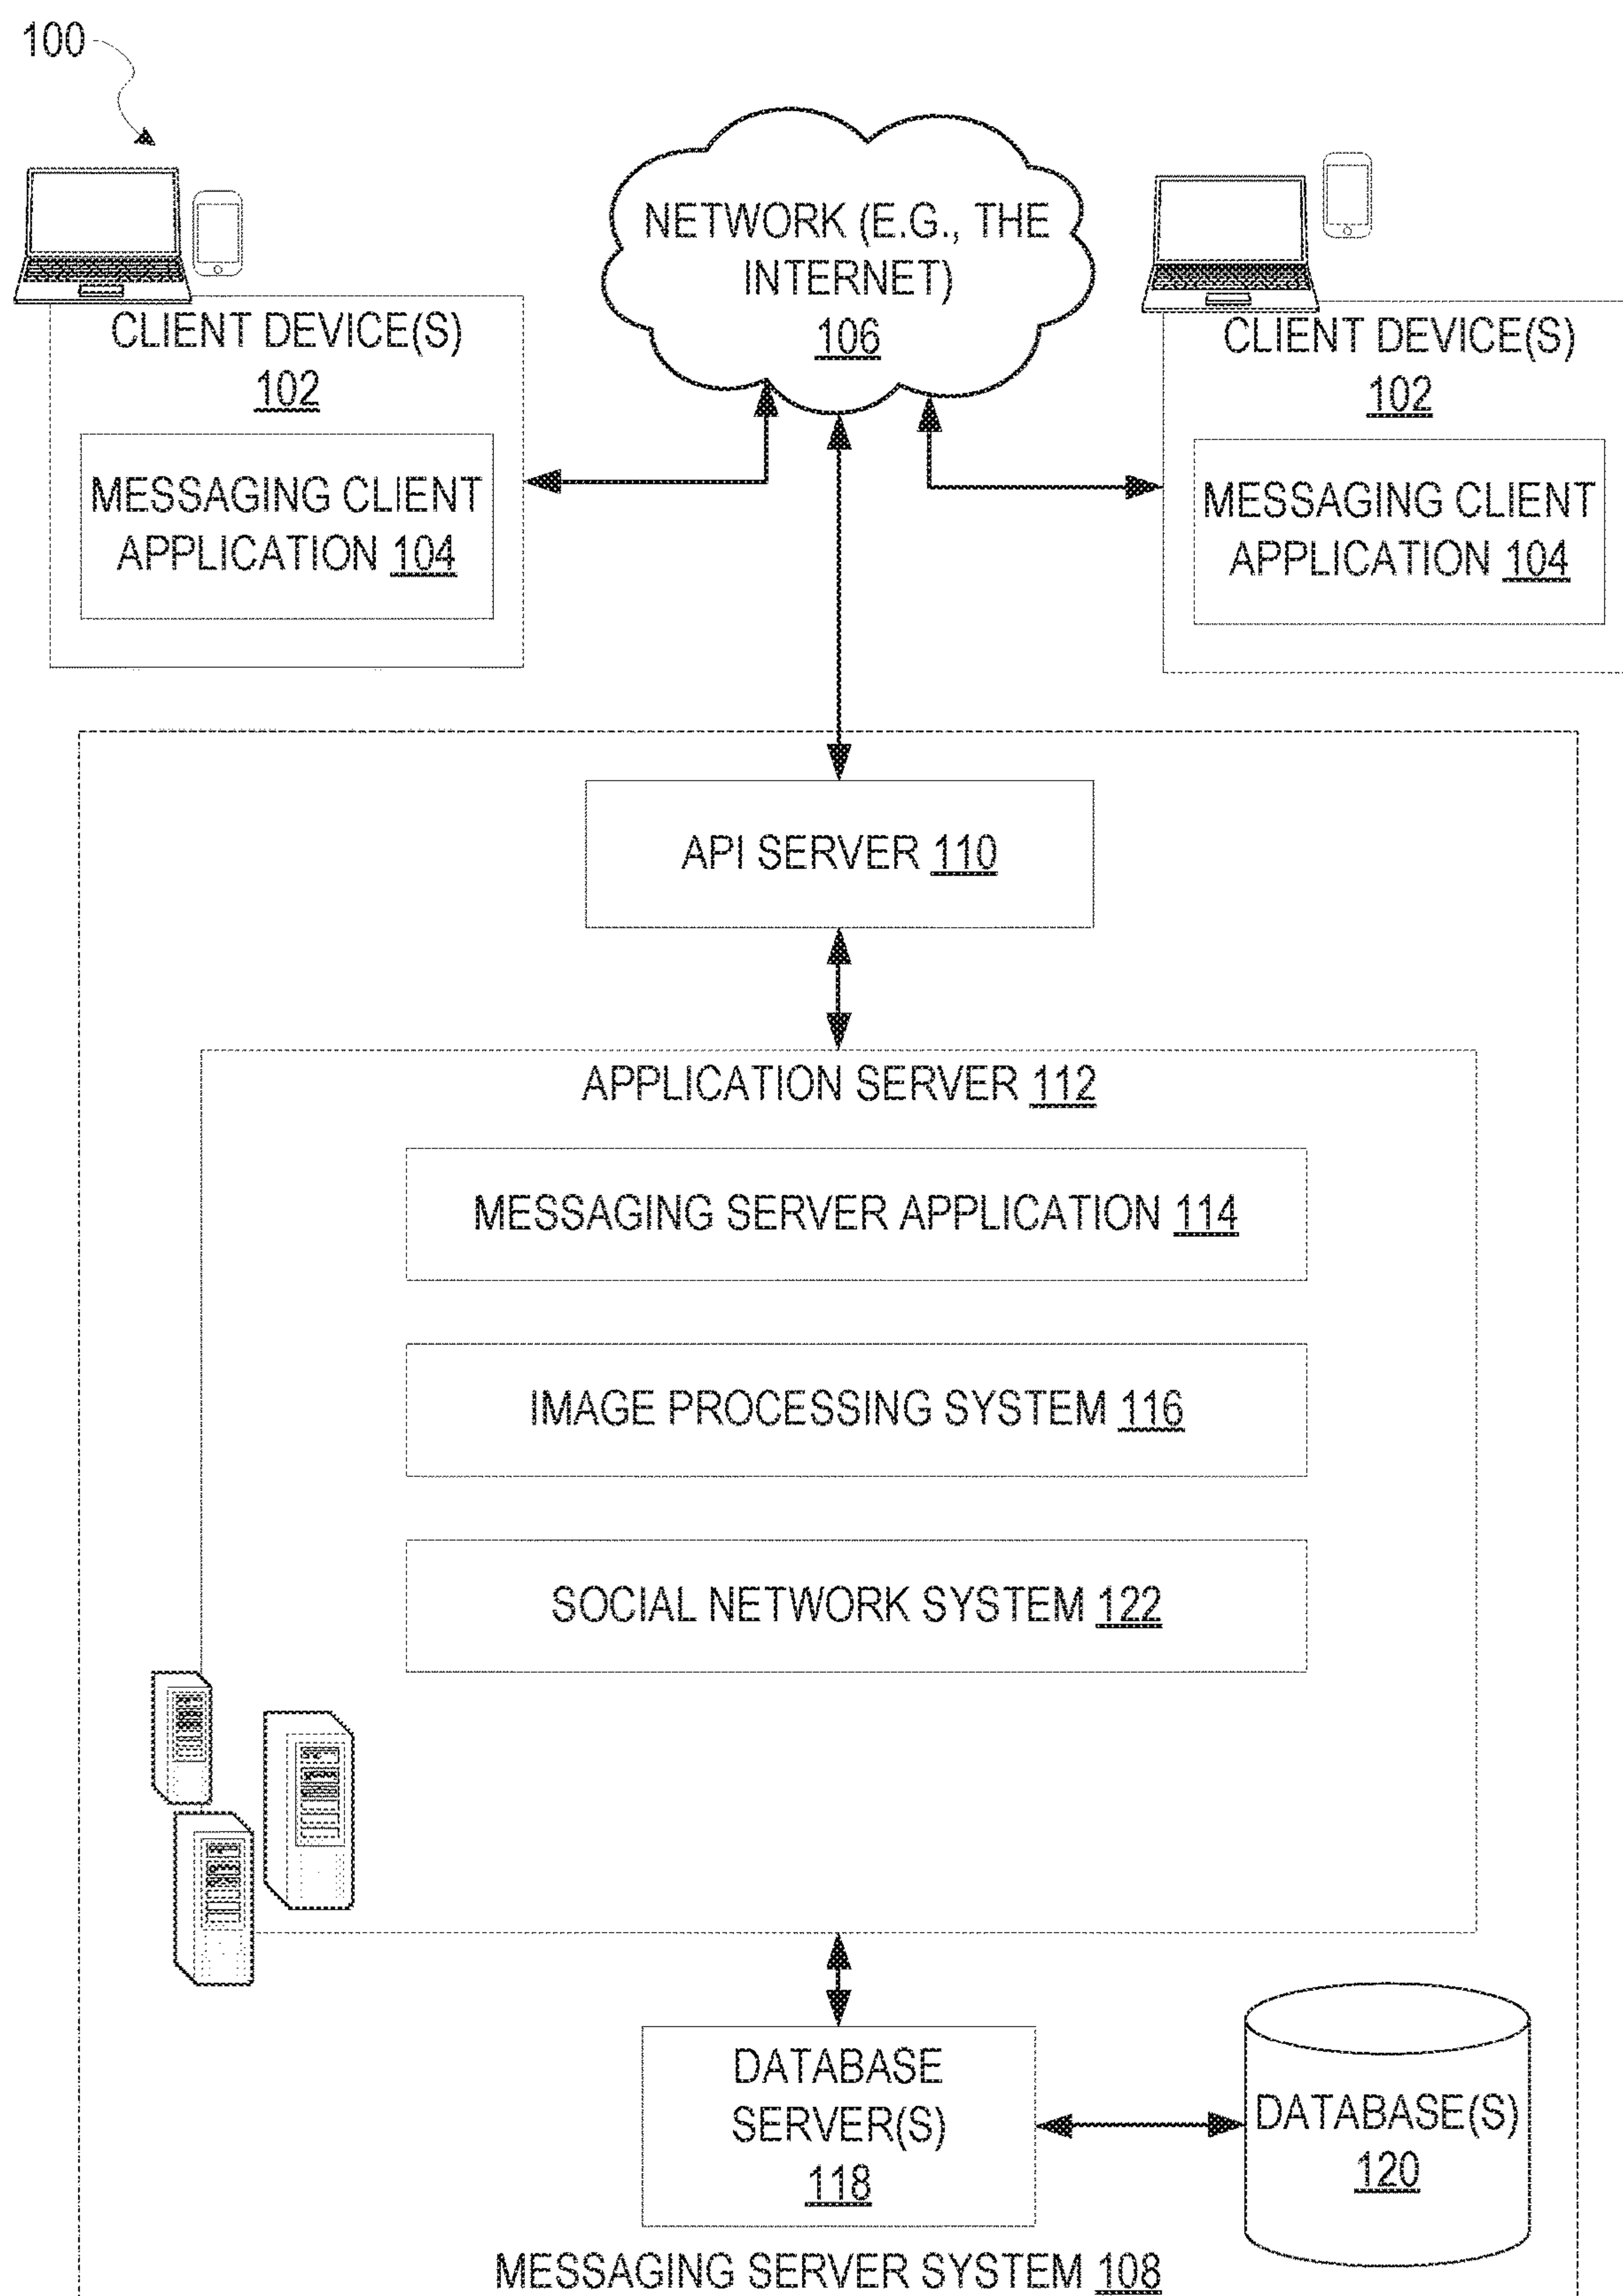 100
NETWORK (E.G., THE
INTERNET)
106
CLIENT DEVICE(S)
102
MESSAGING CLIENT
APPLICATION 104
CLIENT DEVICE(S)
102
MESSAGING CLIENT
APPLICATION 104
API SERVER 110
APPLICATION SERVER 112
MESSAGING SERVER APPLICATION 114
IMAGE PROCESSING SYSTEM 116
SOCIAL NETWORK SYSTEM 122
DATABASE
SERVER(S)
118
DATABASE(S)
120
MESSAGING SERVER SYSTEM 108